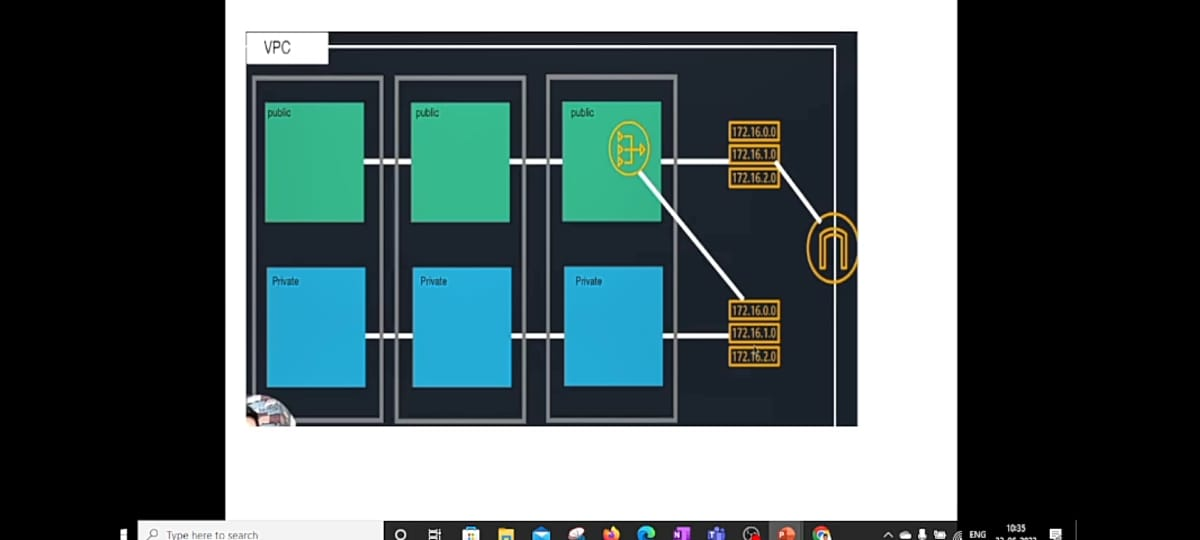 VPC
public
public
public
172.16.0.0
172.16.1.0
172.16.2.0
Private
Private
Private
172.16.0.0
172.16.1.0
172.16.2.0
Type here to search
ENG
10:35